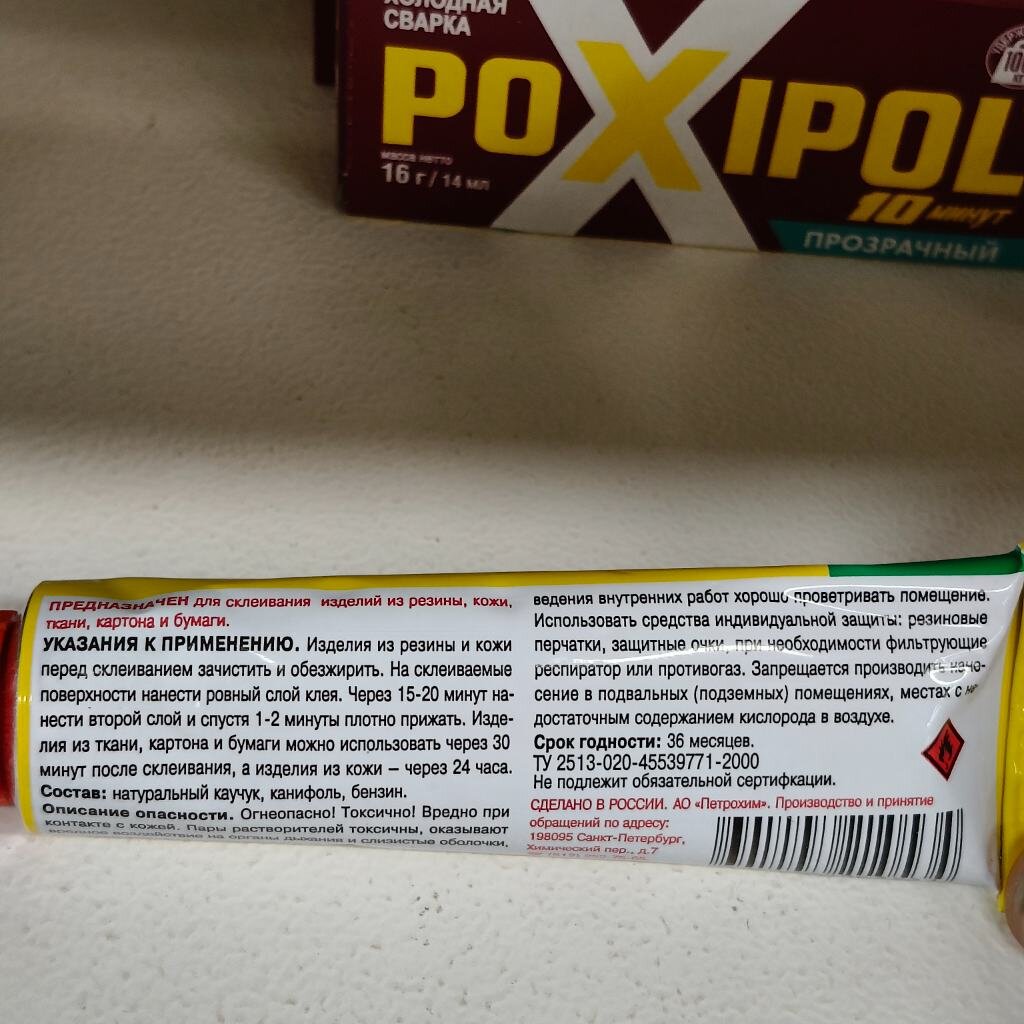 ХОЛОДНАЯ
СВАРКА
POXIPOL
масса нетто
16 г / 14 мл
10 минут
ПРОЗРАЧНЫЙ
100
ПРЕДНАЗНАЧЕН для склеивания изделий из резины, кожи,
ткани, картона и бумаги.
УКАЗАНИЯ К ПРИМЕНЕНИЮ. Изделия из резины и кожи
перед склеиванием зачистить и обезжирить. На склеиваемые
поверхности нанести ровный слой клея. Через 15-20 минут на-
нести второй слой и спустя 1-2 минуты плотно прижать. Изде-
лия из ткани, картона и бумаги можно использовать через 30
минут после склеивания, а изделия из кожи – через 24 часа.
Состав: натуральный каучук, канифоль, бензин.
Описание опасности. Огнеопасно! Токсично! Вредно при
контакте с кожей. Пары растворителей токсичны, оказывают
вредное воздействие на органы дыхания и слизистые оболочки.
ведения внутренних работ хорошо проветривать помещение.
Использовать средства индивидуальной защиты: резиновые
перчатки, защитные очки, при необходимости фильтрующие
респиратор или противогаз. Запрещается производить нане-
сение в подвальных (подземных) помещениях, местах с не-
достаточным содержанием кислорода в воздухе.
Срок годности: 36 месяцев.
ТУ 2513-020-45539771-2000
Не подлежит обязательной сертифкации.
СДЕЛАНО В РОССИИ. АО «Петрохим». Производство и принятие
обращений по адресу:
198095 Санкт-Петербург,
Химический пер., д.7